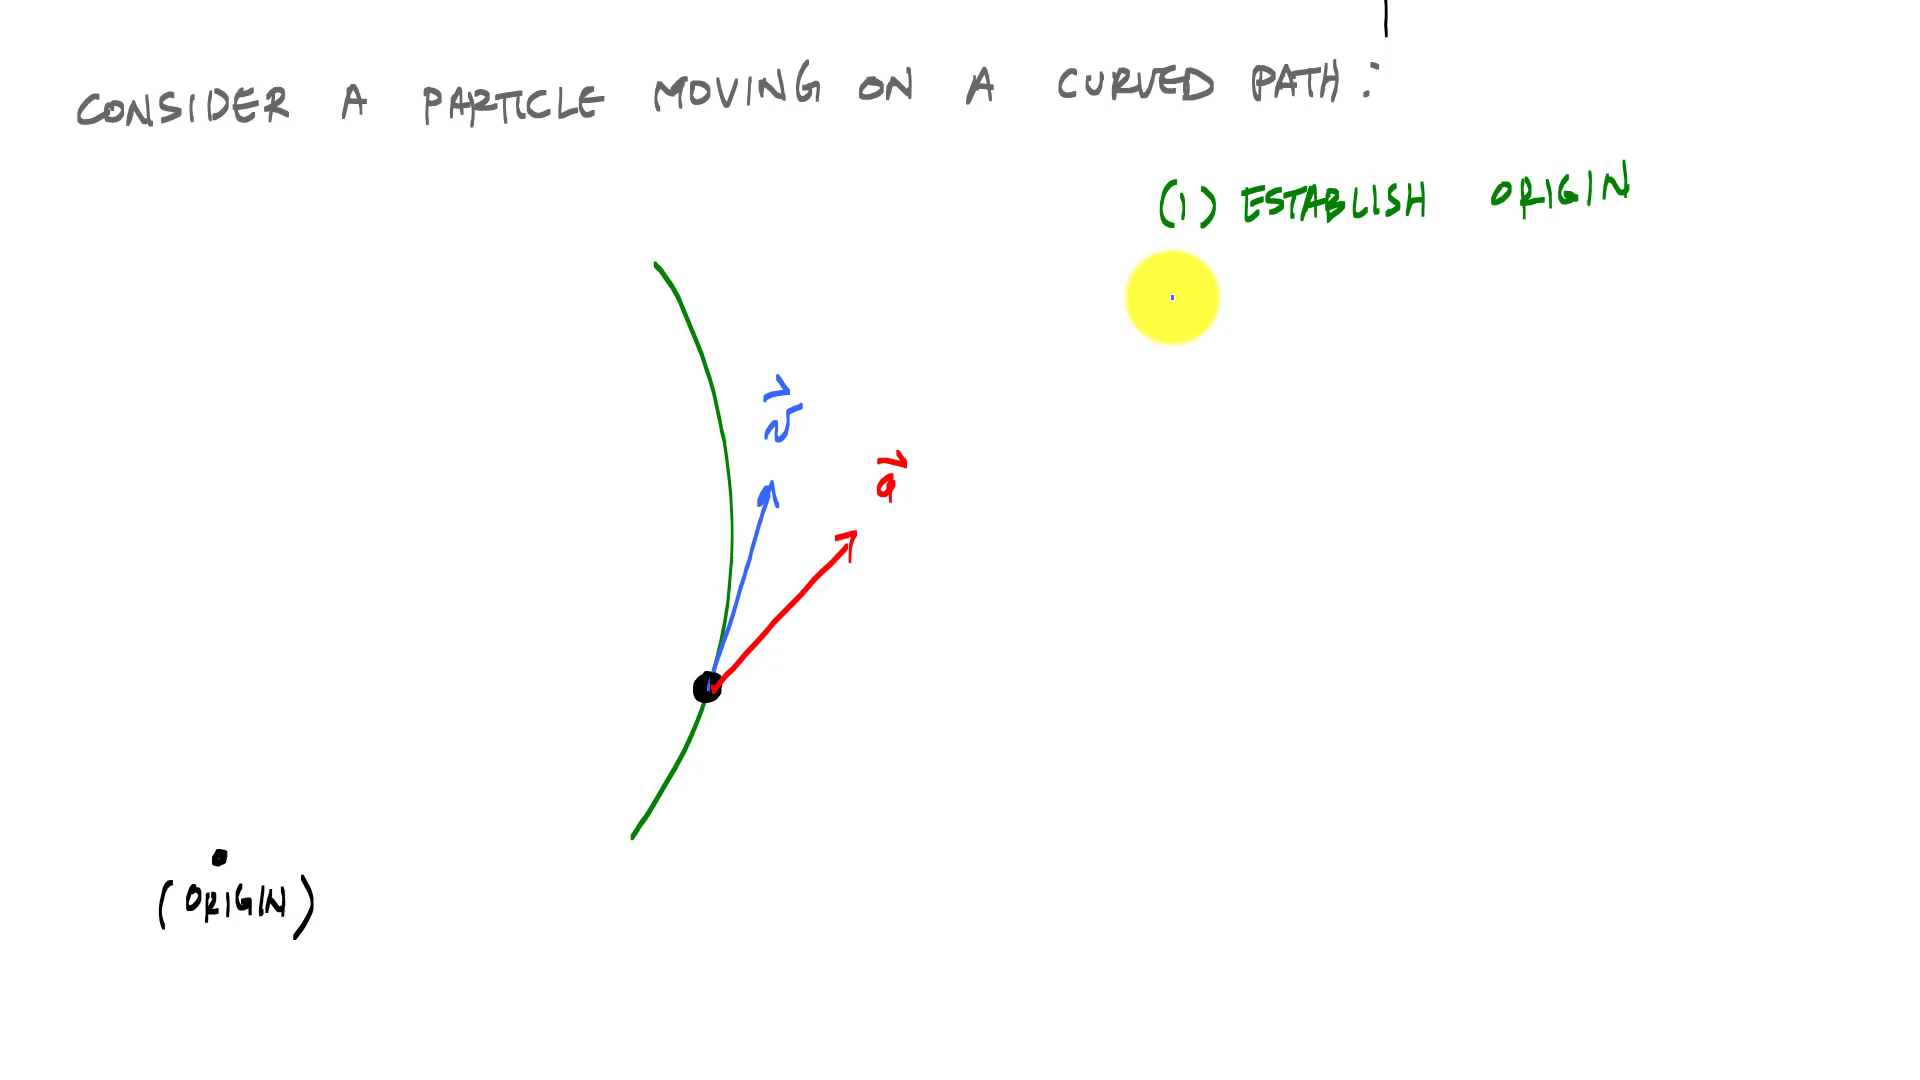 CONSIDER A PARTICLE MOVING ON A CURVED PATH:
(1) ESTABLISH ORIGIN
v⃗
a⃗
(ORIGIN)